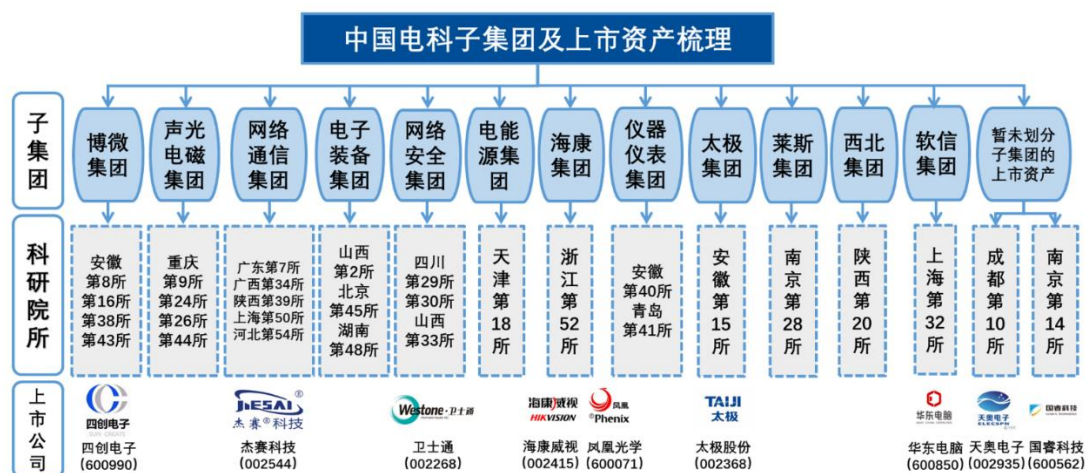 中国电科子集团及上市资产梳理
子集团
博微
集团
声光
电磁
集团
网络
通信
集团
电子
装备
集团
网络
安全
集团
电能
源集
团
海康
集团
仪器
仪表
集团
太极
集团
莱斯
集团
西北
集团
软信
集团
暂未划分
子集团的
上市资产
科研院所
安徽
第8所
第16所
第38所
第43所
重庆
第9所
第24所
第26所
第44所
广东第7所
广西第34所
陕西第39所
上海第50所
河北第54所
山西
第2所
北京
第45所
湖南
第48所
四川
第29所
第30所
山西
第33所
天津第18所
浙江第52所
安徽
第40所
青岛
第41所
安徽第15所
南京第28所
陕西第20所
上海第32所
成都第10所
南京第14所
上市公司
四创电子
SUN CREATE
四创电子
(600990)
JIESAI®
杰赛®科技
杰赛科技
(002544)
Westone·卫士通
卫士通
(002268)
海康威视
HIKVISION
海康威视
(002415)
凤凰
®Phenix
凤凰光学
(600071)
TAIJI
太极
太极股份
(002368)
华东电脑
华东电脑
(600850)
天奥电子
ELECSPN
天奥电子
(002935)
国睿科技
国睿科技
(600562)